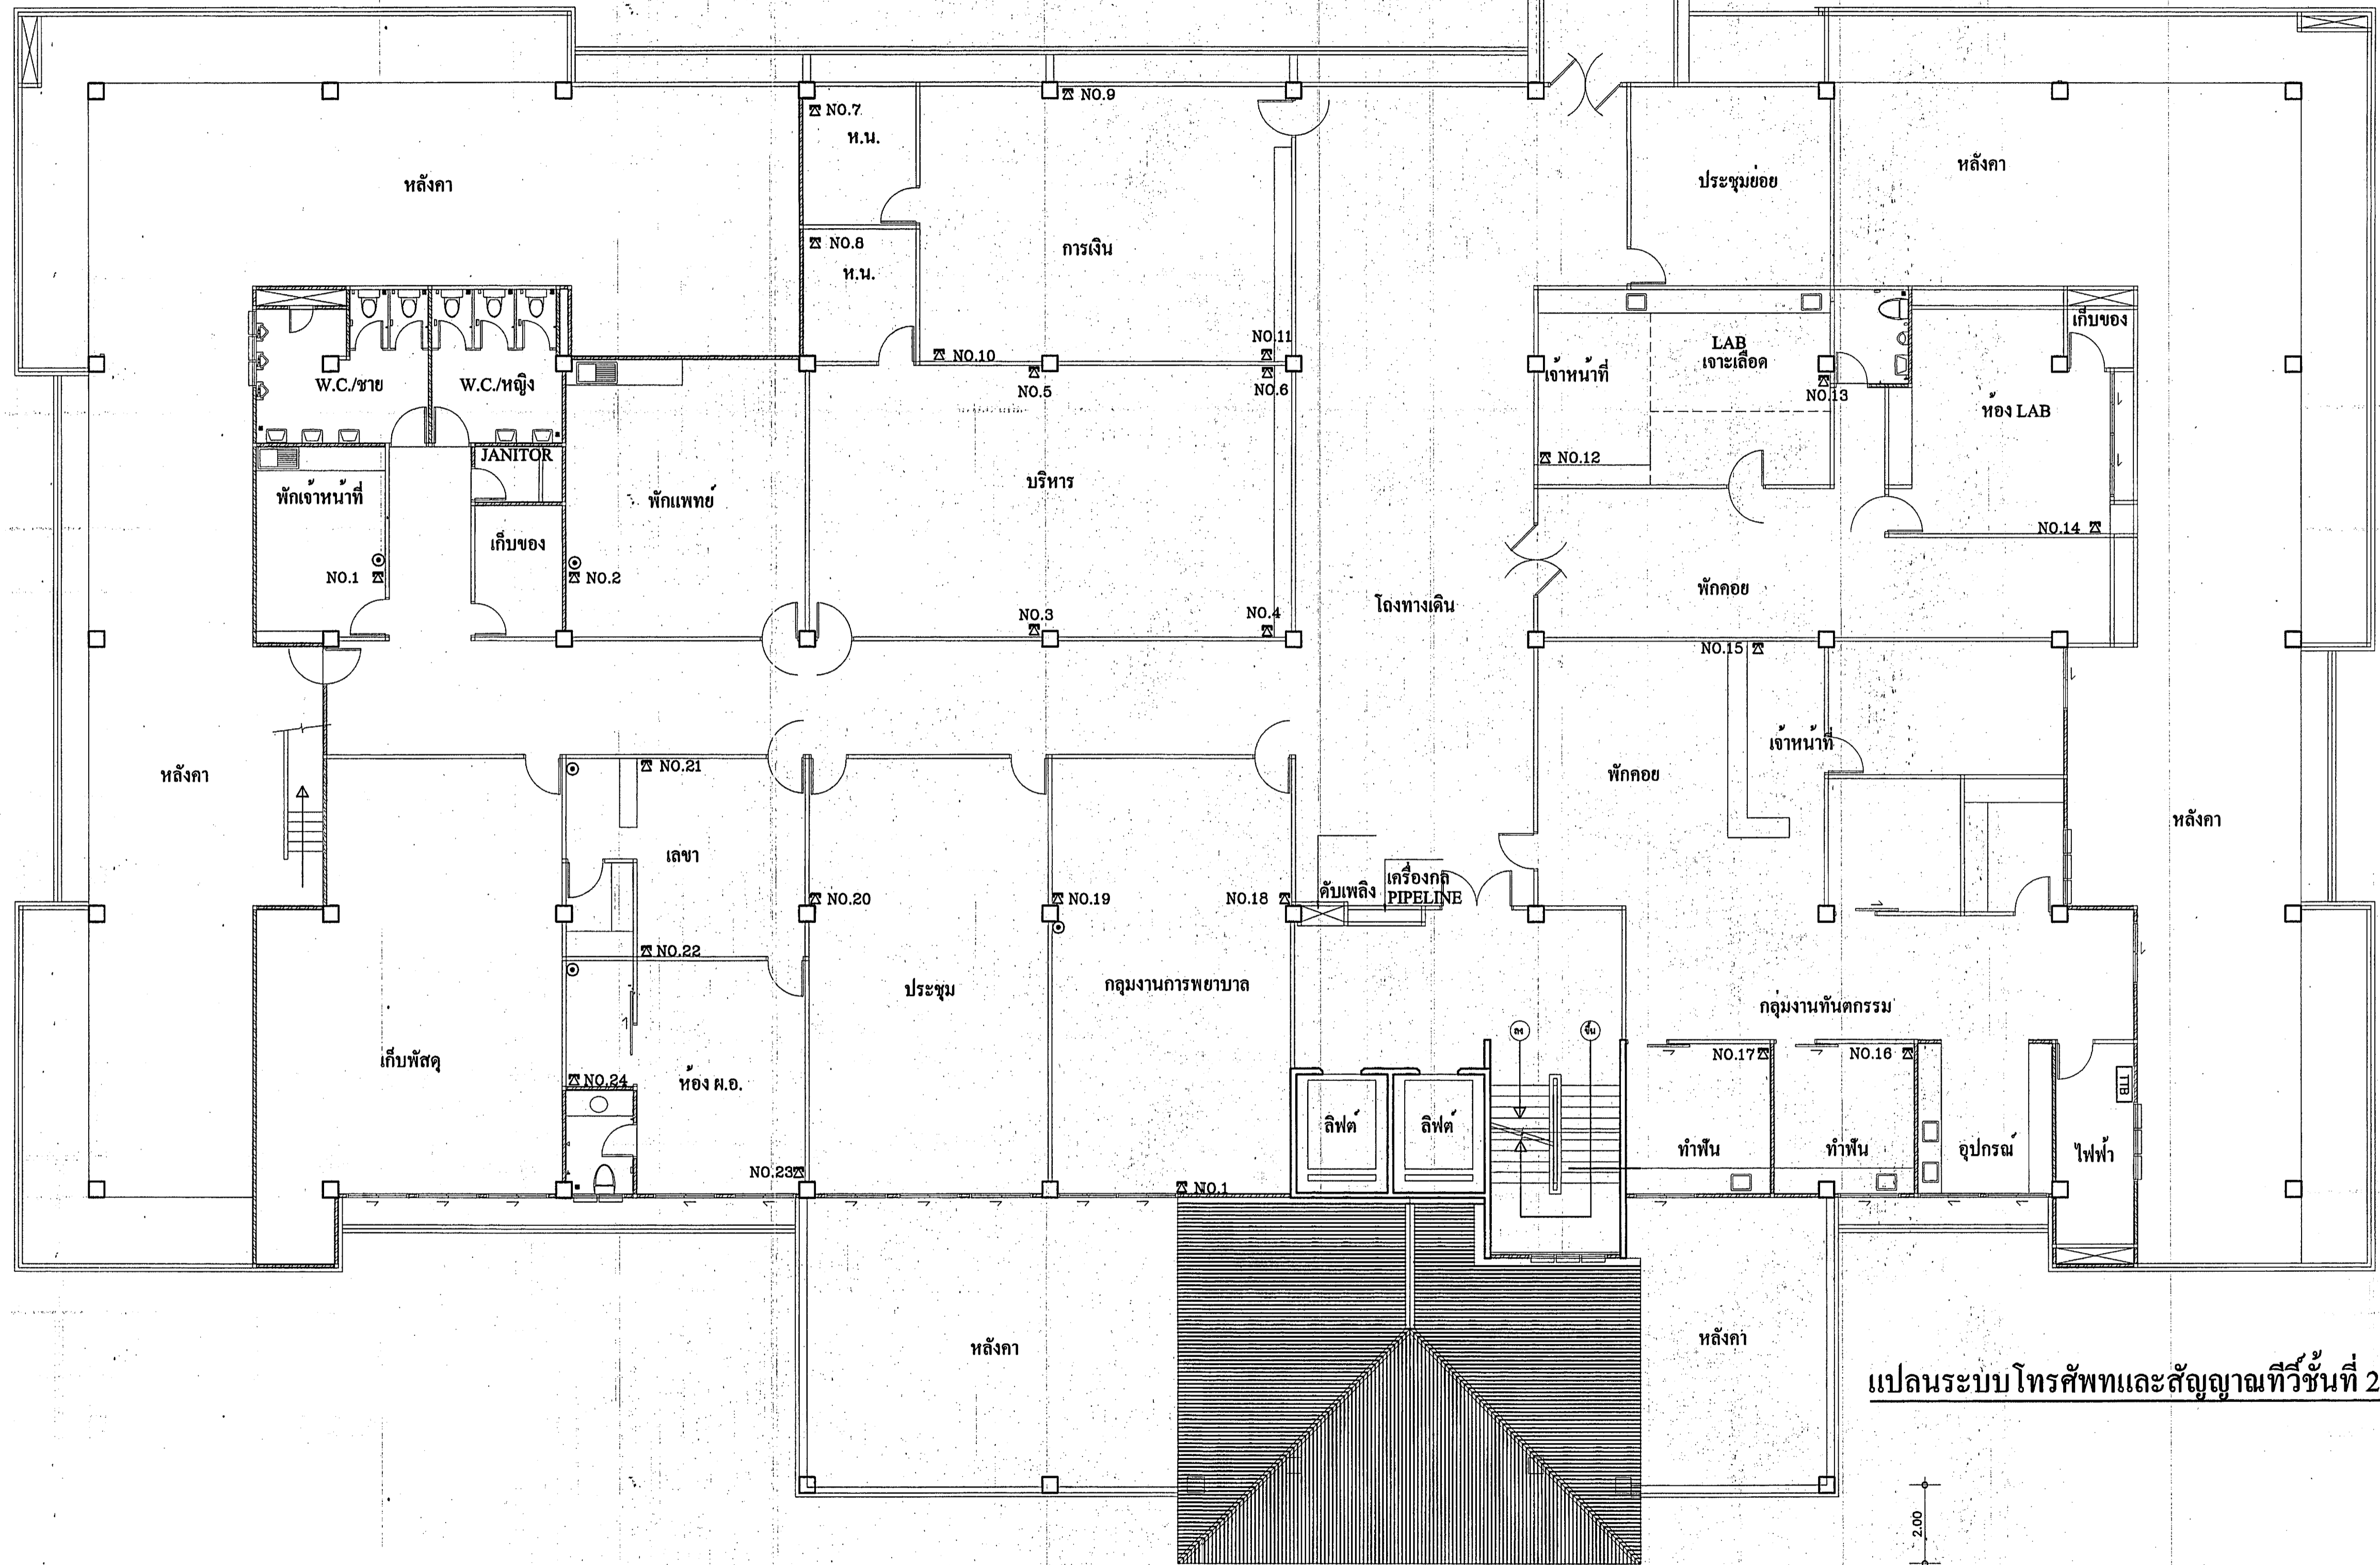 NO.9
NO.7
ห.น.
หลังคา
ประชุมย่อย
หลังคา
NO.8
ห.น.
การเงิน
เก็บของ
NO.11
NO.10
LAB
เจาะเลือด
เจ้าหน้าที่
W.C./ชาย
W.C./หญิง
NO.5
NO.6
NO.13
ห้อง LAB
JANITOR
NO.12
พักเจ้าหน้าที่
พักแพทย์
บริหาร
NO.14
เก็บของ
NO.1
NO.2
พักคอย
โถงทางเดิน
NO.3
NO.4
NO.15
เจ้าหน้าที่
หลังคา
NO.21
พักคอย
หลังคา
เลขา
ดับเพลิง
เครื่องกล
PIPELINE
NO.20
NO.19
NO.18
NO.22
ประชุม
กลุมงานการพยาบาล
กลุ่มงานทันตกรรม
ลง
ขึ้น
เก็บพัสดุ
NO.24
ห้อง ผ.อ.
NO.17
NO.16
TTB
ลิฟต์
ลิฟต์
ทำฟัน
ทำฟัน
อุปกรณ์
ไฟฟ้า
NO.23
NO.1
หลังคา
หลังคา
แปลนระบบโทรศัพทและสัญญาณทีวี์ชั้นที่ 2
2.00